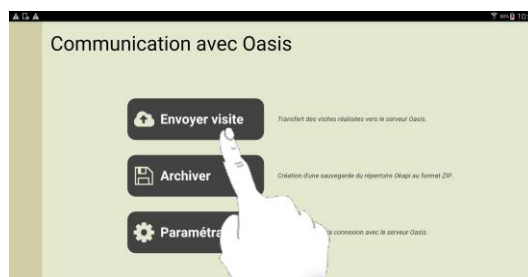 Communication avec Oasis
Envoyer visite
Transfert des visites réalisées vers le serveur Oasis.
Archiver
Création d'une sauvegarde du répertoire Okapi au format ZIP.
la connexion avec le serveur Oasis.